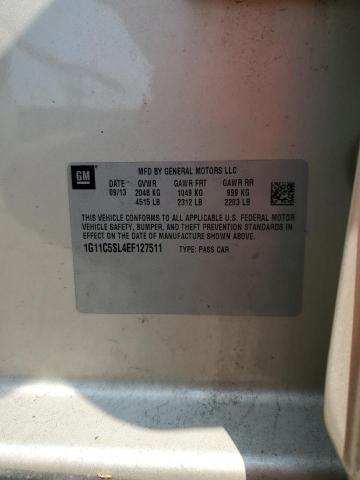 GM
MFD BY GENERAL MOTORS LLC
DATE GVWR GAWR FRT GAWR RR
09/13 2048 KG 1049 KG 999 KG
4515 LB 2312 LB 2203 LB
THIS VEHICLE CONFORMS TO ALL APPLICABLE U.S. FEDERAL MOTOR
VEHICLE SAFETY, BUMPER, AND THEFT PREVENTION STANDARDS IN
EFFECT ON THE DATE OF MANUFACTURE SHOWN ABOVE.
1G11C5SL4EF127511 TYPE: PASS CAR